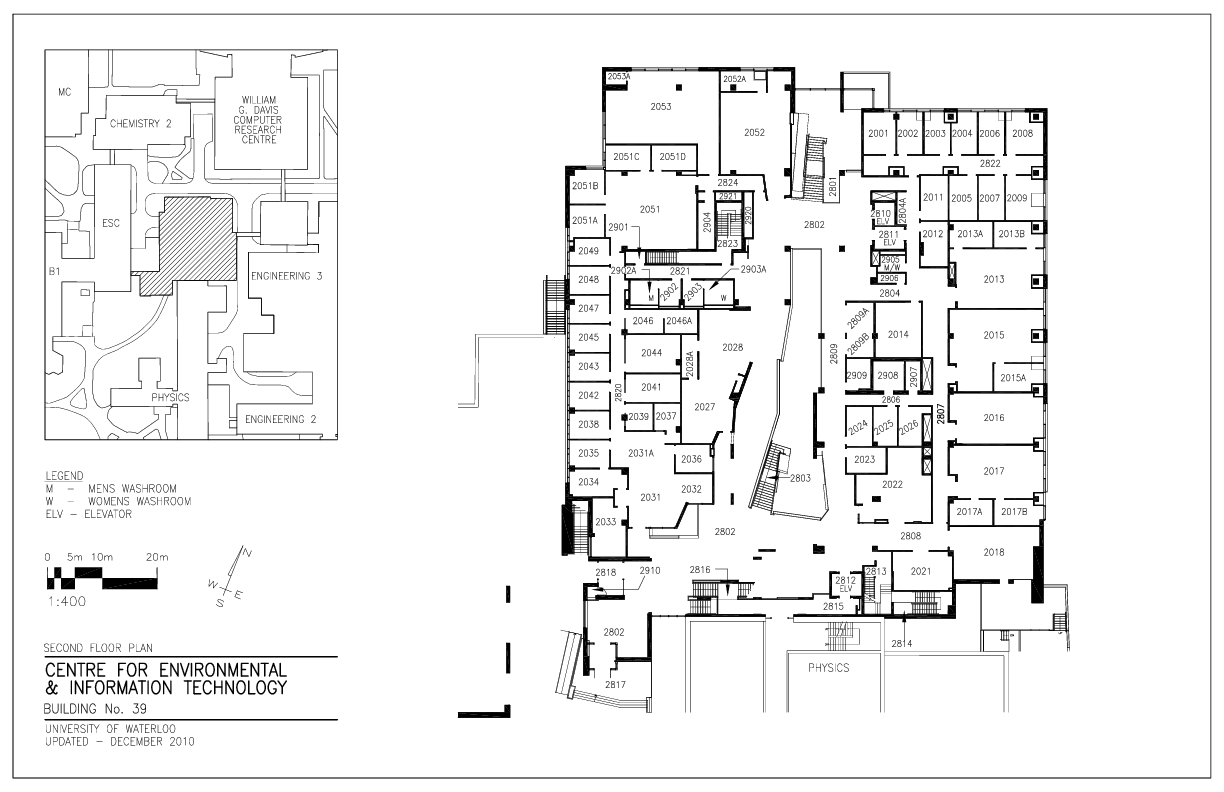 MC
CHEMISTRY 2
WILLIAM
G. DAVIS
COMPUTER
RESEARCH
CENTRE
ESC
B1
ENGINEERING 3
PHYSICS
ENGINEERING 2
LEGEND
M – MENS WASHROOM
W – WOMENS WASHROOM
ELV – ELEVATOR
0 5m 10m 20m
1:400
N
W
E
S
SECOND FLOOR PLAN
CENTRE FOR ENVIRONMENTAL
& INFORMATION TECHNOLOGY
BUILDING No. 39
UNIVERSITY OF WATERLOO
UPDATED – DECEMBER 2010
2053A
2052A
2053
2052
2001 2002 2003 2004 2006 2008
2051C 2051D
2822
2051B
2824
2801
2921
2011 2005 2007 2009
2051
2904
2920
2810
ELV
2804A
2051A
2901
2802
2823
2811
ELV
2012
2013A 2013B
2049
2905
M/W
2902A
2821
2903A
2906
2048
2902
2903
M
W
2804
2013
2047
2046 2046A
2809A
2809B
2014
2015
2045
2044
2028A
2028
2809
2043
2909 2908 2907
2015A
2042
2820
2041
2806
2807
2027
2038
2039 2037
2024 2025 2026
2016
2035
2031A
2036
2023
2017
2034
2032
2803
2022
2031
2033
2017A 2017B
2802
2808
2018
2818
2910
2816
2813
2021
2812
ELV
2815
2802
2814
PHYSICS
2817